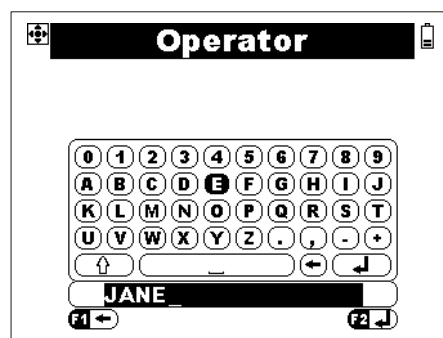 Operator
0 1 2 3 4 5 6 7 8 9
A B C D E F G H I J
K L M N O P Q R S T
U V W X Y Z . , - +
JANE_
F1 F2